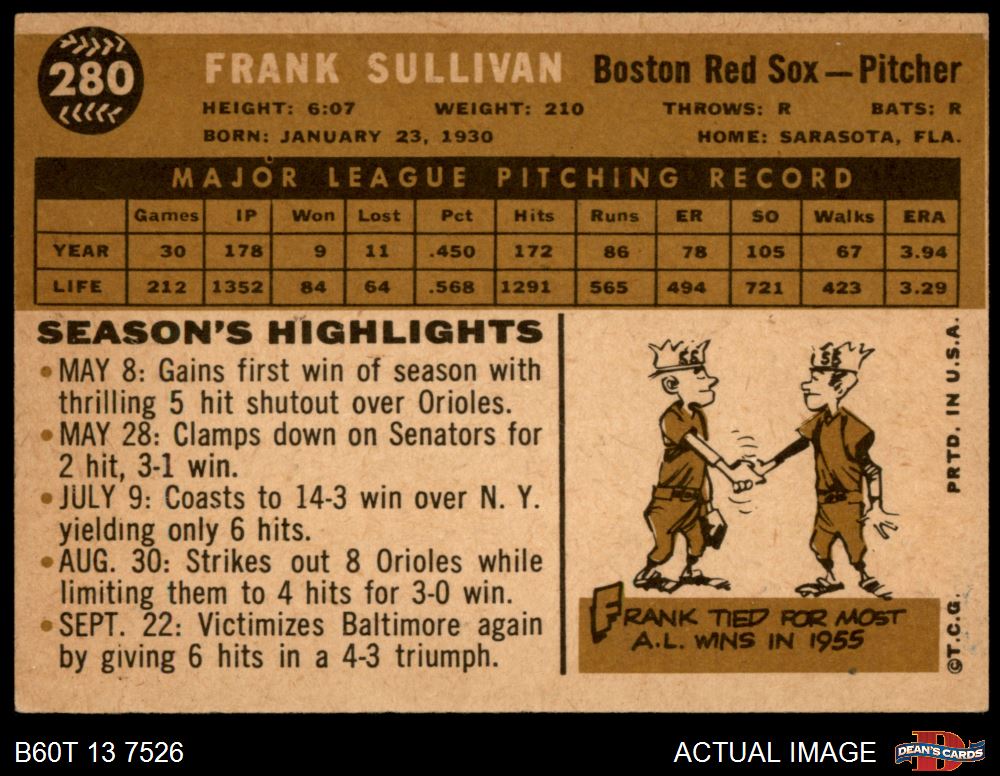 280
FRANK SULLIVAN Boston Red Sox—Pitcher
HEIGHT: 6:07 WEIGHT: 210 THROWS: R BATS: R
BORN: JANUARY 23, 1930 HOME: SARASOTA, FLA.
MAJOR LEAGUE PITCHING RECORD
Games IP Won Lost Pct Hits Runs ER SO Walks ERA
YEAR 30 178 9 11 .450 172 86 78 105 67 3.94
LIFE 212 1352 84 64 .568 1291 565 494 721 423 3.29
SEASON'S HIGHLIGHTS
• MAY 8: Gains first win of season with
thrilling 5 hit shutout over Orioles.
• MAY 28: Clamps down on Senators for
2 hit, 3-1 win.
• JULY 9: Coasts to 14-3 win over N. Y.
yielding only 6 hits.
• AUG. 30: Strikes out 8 Orioles while
limiting them to 4 hits for 3-0 win.
• SEPT. 22: Victimizes Baltimore again
by giving 6 hits in a 4-3 triumph.
55 55
FRANK TIED FOR MOST
A.L. WINS IN 1955
©T.C.G. PRTD. IN U.S.A.
B60T 13 7526 ACTUAL IMAGE
D
DEAN'S CARDS